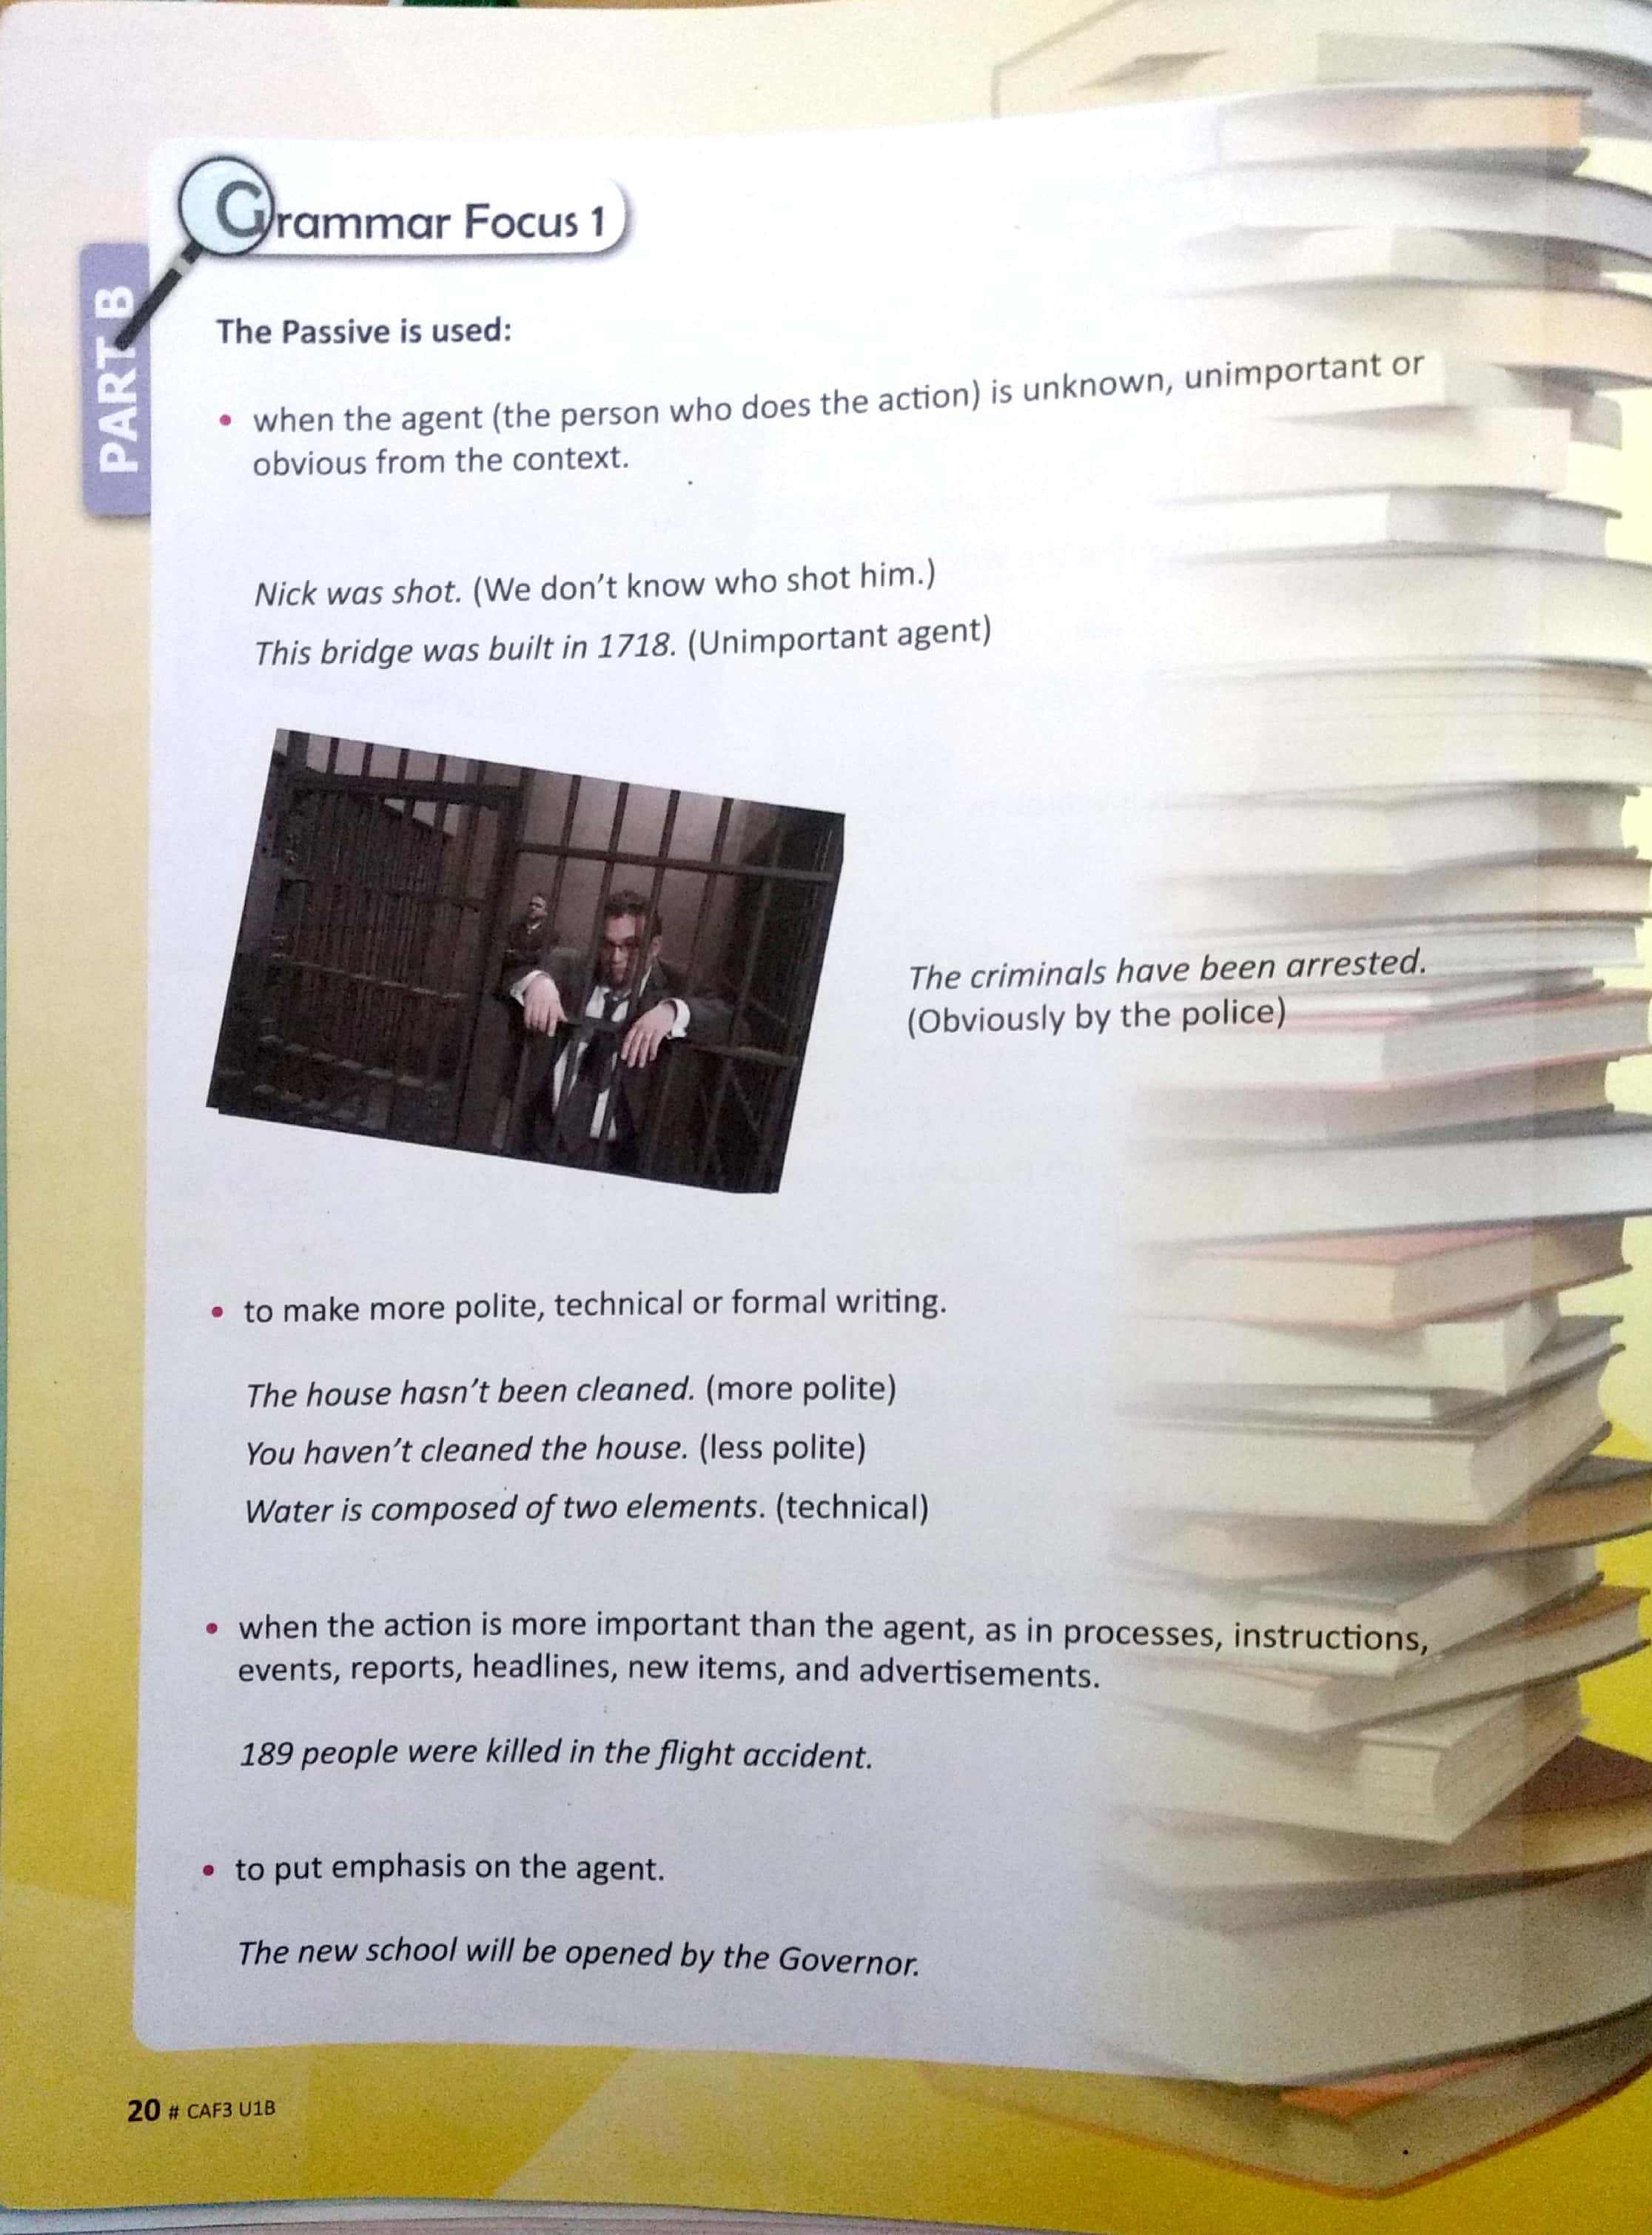 PART B
Grammar Focus 1
The Passive is used:
• when the agent (the person who does the action) is unknown, unimportant or
obvious from the context.
Nick was shot. (We don't know who shot him.)
This bridge was built in 1718. (Unimportant agent)
The criminals have been arrested.
(Obviously by the police)
• to make more polite, technical or formal writing.
The house hasn't been cleaned. (more polite)
You haven't cleaned the house. (less polite)
Water is composed of two elements. (technical)
• when the action is more important than the agent, as in processes, instructions,
events, reports, headlines, new items, and advertisements.
189 people were killed in the flight accident.
• to put emphasis on the agent.
The new school will be opened by the Governor.
20 # CAF3 U1B